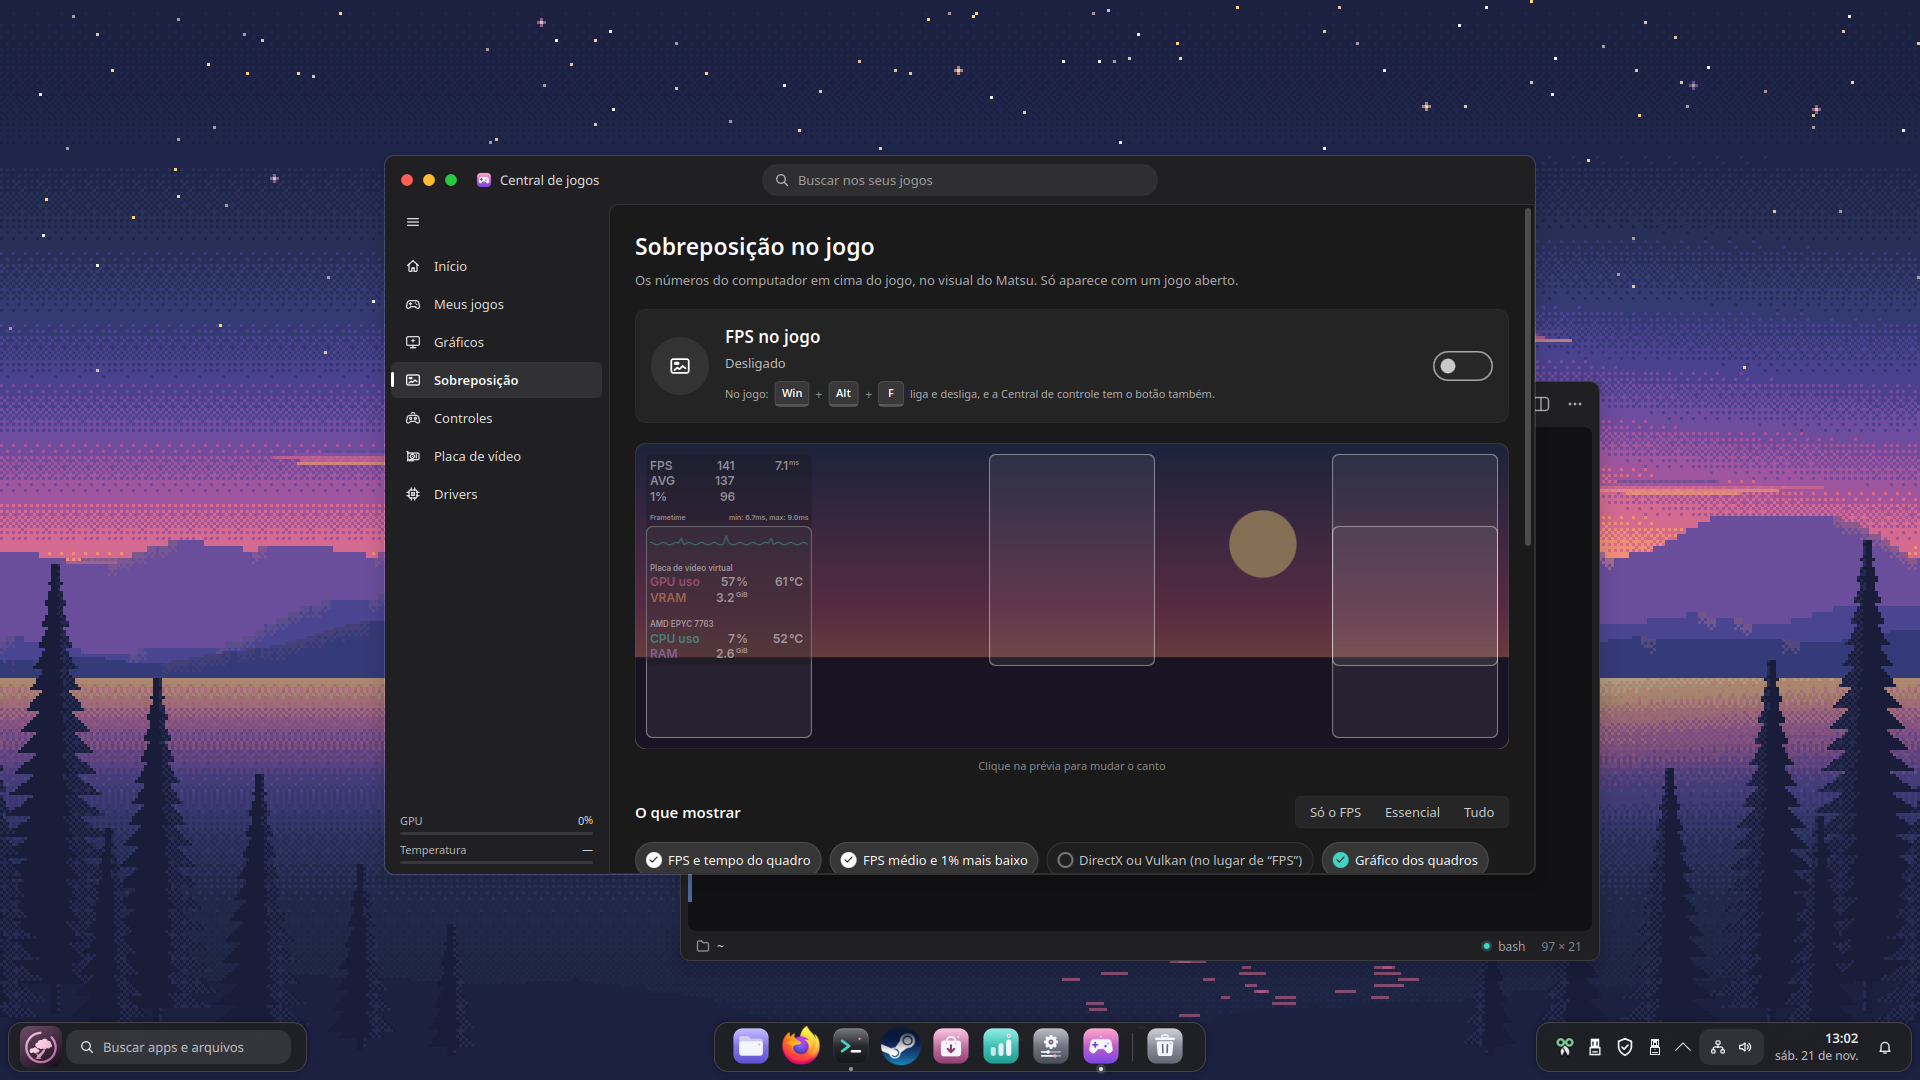 Central de jogos
Buscar nos seus jogos
Início
Meus jogos
Gráficos
Sobreposição
Controles
Placa de vídeo
Drivers
GPU 0%
Temperatura —
Sobreposição no jogo
Os números do computador em cima do jogo, no visual do Matsu. Só aparece com um jogo aberto.
FPS no jogo
Desligado
No jogo: Win + Alt + F liga e desliga, e a Central de controle tem o botão também.
FPS 141 7.1ms
AVG 137
1% 96
Frametime min: 6.7ms, max: 9.0ms
Placa de vídeo virtual
GPU uso 57% 61°C
VRAM 3.2 GiB
AMD EPYC 7763
CPU uso 7% 52°C
RAM 2.6 GiB
Clique na prévia para mudar o canto
O que mostrar
Só o FPS Essencial Tudo
FPS e tempo do quadro FPS médio e 1% mais baixo DirectX ou Vulkan (no lugar de “FPS”) Gráfico dos quadros
~
bash 97 × 21
Buscar apps e arquivos
13:02
sáb. 21 de nov.